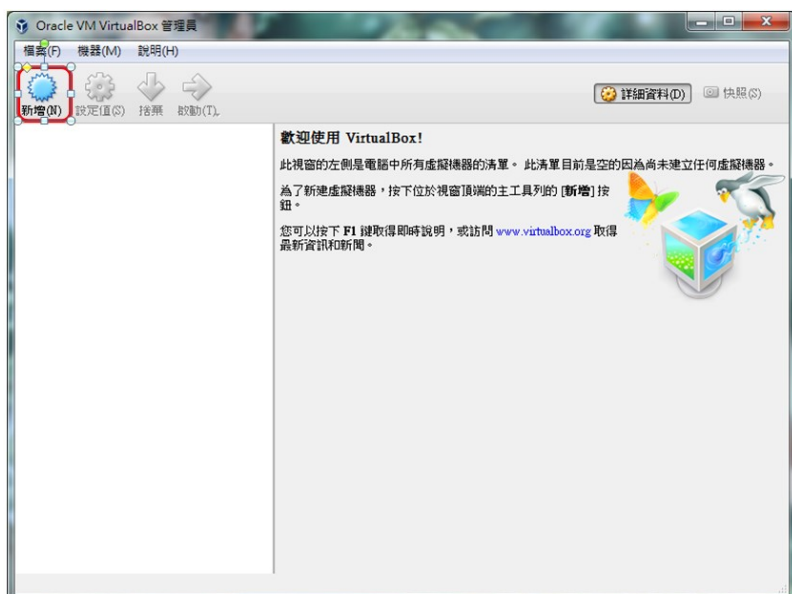 Oracle VM VirtualBox 管理員
檔案(F) 機器(M) 說明(H)
新增(N) 設定值(S) 捨棄 啟動(T)
詳細資料(D) 快照(S)
歡迎使用 VirtualBox!
此視窗的左側是電腦中所有虛擬機器的清單。 此清單目前是空的因為尚未建立任何虛擬機器。
為了新建虛擬機器，按下位於視窗頂端的主工具列的 [新增] 按
鈕。
您可以按下 F1 鍵取得即時說明，或訪問 www.virtualbox.org 取得
最新資訊和新聞。